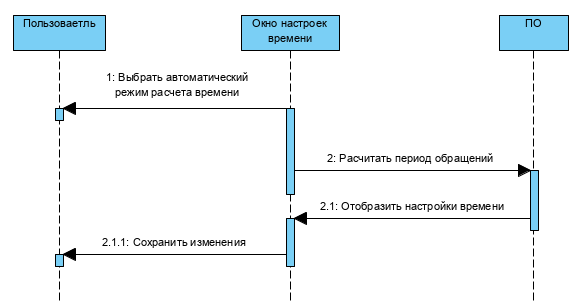 Пользоваетль
Окно настроек
времени
ПО
1: Выбрать автоматический
режим расчета времени
2: Расчитать период обращений
2.1: Отобразить настройки времени
2.1.1: Сохранить изменения